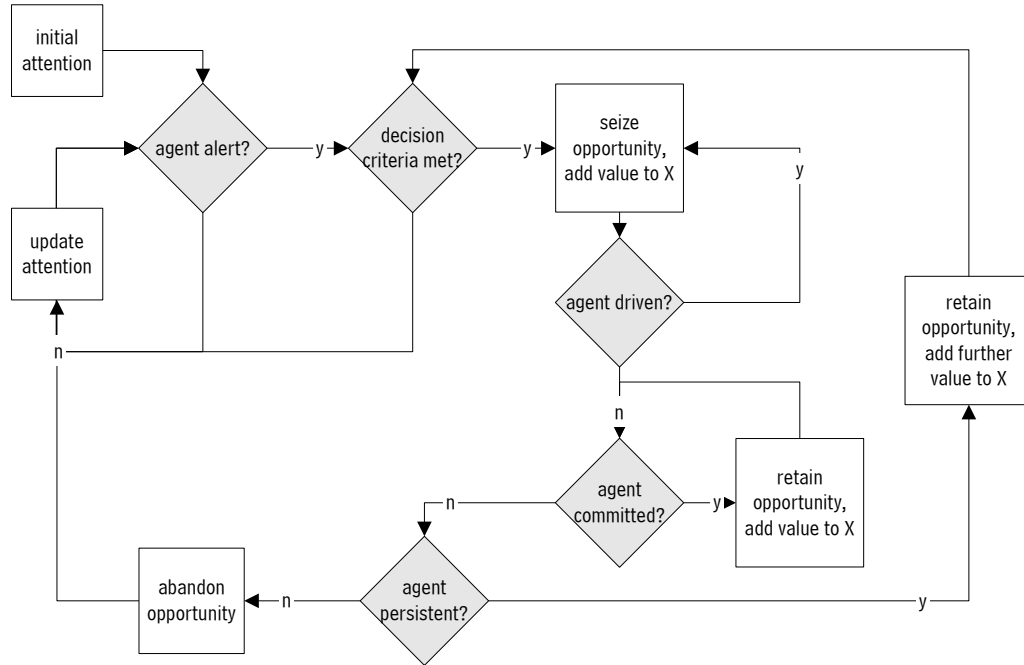 initial
attention
agent alert?
y
decision
criteria met?
y
seize
opportunity,
add value to X
y
update
attention
agent driven?
retain
opportunity,
add further
value to X
n
n
agent
committed?
y
retain
opportunity,
add value to X
n
abandon
opportunity
n
agent
persistent?
y